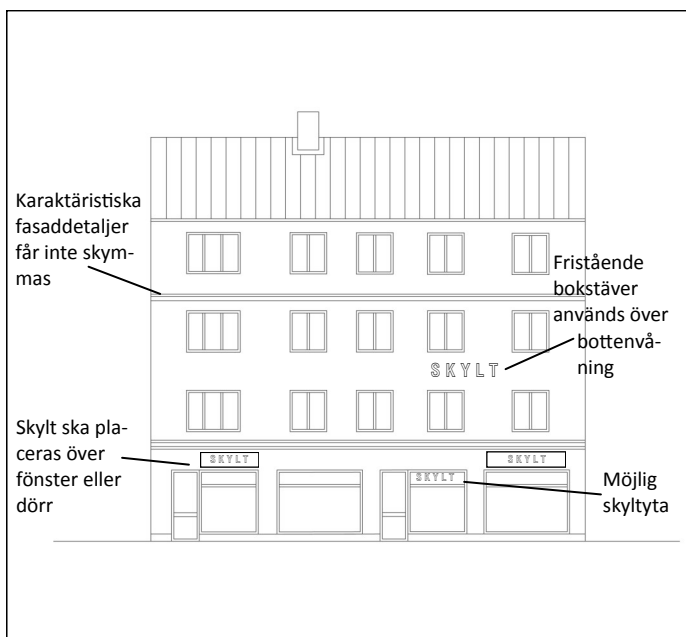 Karaktäristiska
fasaddetaljer
får inte skym-
mas
Fristående
bokstäver
används över
bottenvå-
ning
SKYLT
Skylt ska pla-
ceras över
fönster eller
dörr
SKYLT
SKYLT
SKYLT
Möjlig
skyltyta